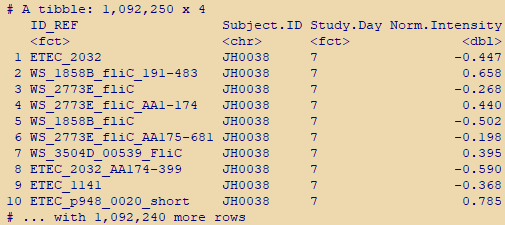 # A tibble: 1,092,250 x 4
ID_REF Subject.ID Study.Day Norm.Intensity
<fct> <chr> <fct> <dbl>
1 ETEC_2032 JH0038 7 -0.447
2 WS_1858B_fliC_191-483 JH0038 7 0.658
3 WS_2773E_fliC JH0038 7 -0.268
4 WS_2773E_fliC_AA1-174 JH0038 7 0.440
5 WS_1858B_fliC JH0038 7 -0.502
6 WS_2773E_fliC_AA175-681 JH0038 7 -0.198
7 WS_3504D_00539_FliC JH0038 7 0.395
8 ETEC_2032_AA174-399 JH0038 7 -0.590
9 ETEC_1141 JH0038 7 -0.368
10 ETEC_p948_0020_short JH0038 7 0.785
# ... with 1,092,240 more rows